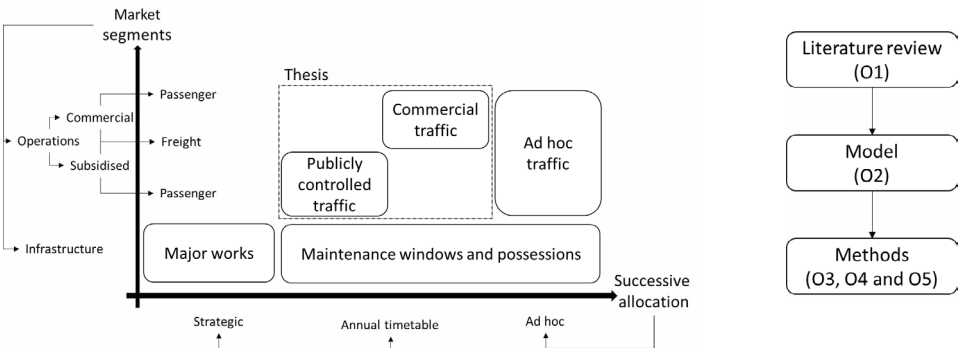 Market
segments
Thesis
Passenger
Commercial
Operations
Freight
Subsidised
Passenger
Infrastructure
Commercial
traffic
Publicly
controlled
traffic
Ad hoc
traffic
Major works
Maintenance windows and possessions
Successive
allocation
Strategic
Annual timetable
Ad hoc
Literature review
(O1)
Model
(O2)
Methods
(O3, O4 and O5)